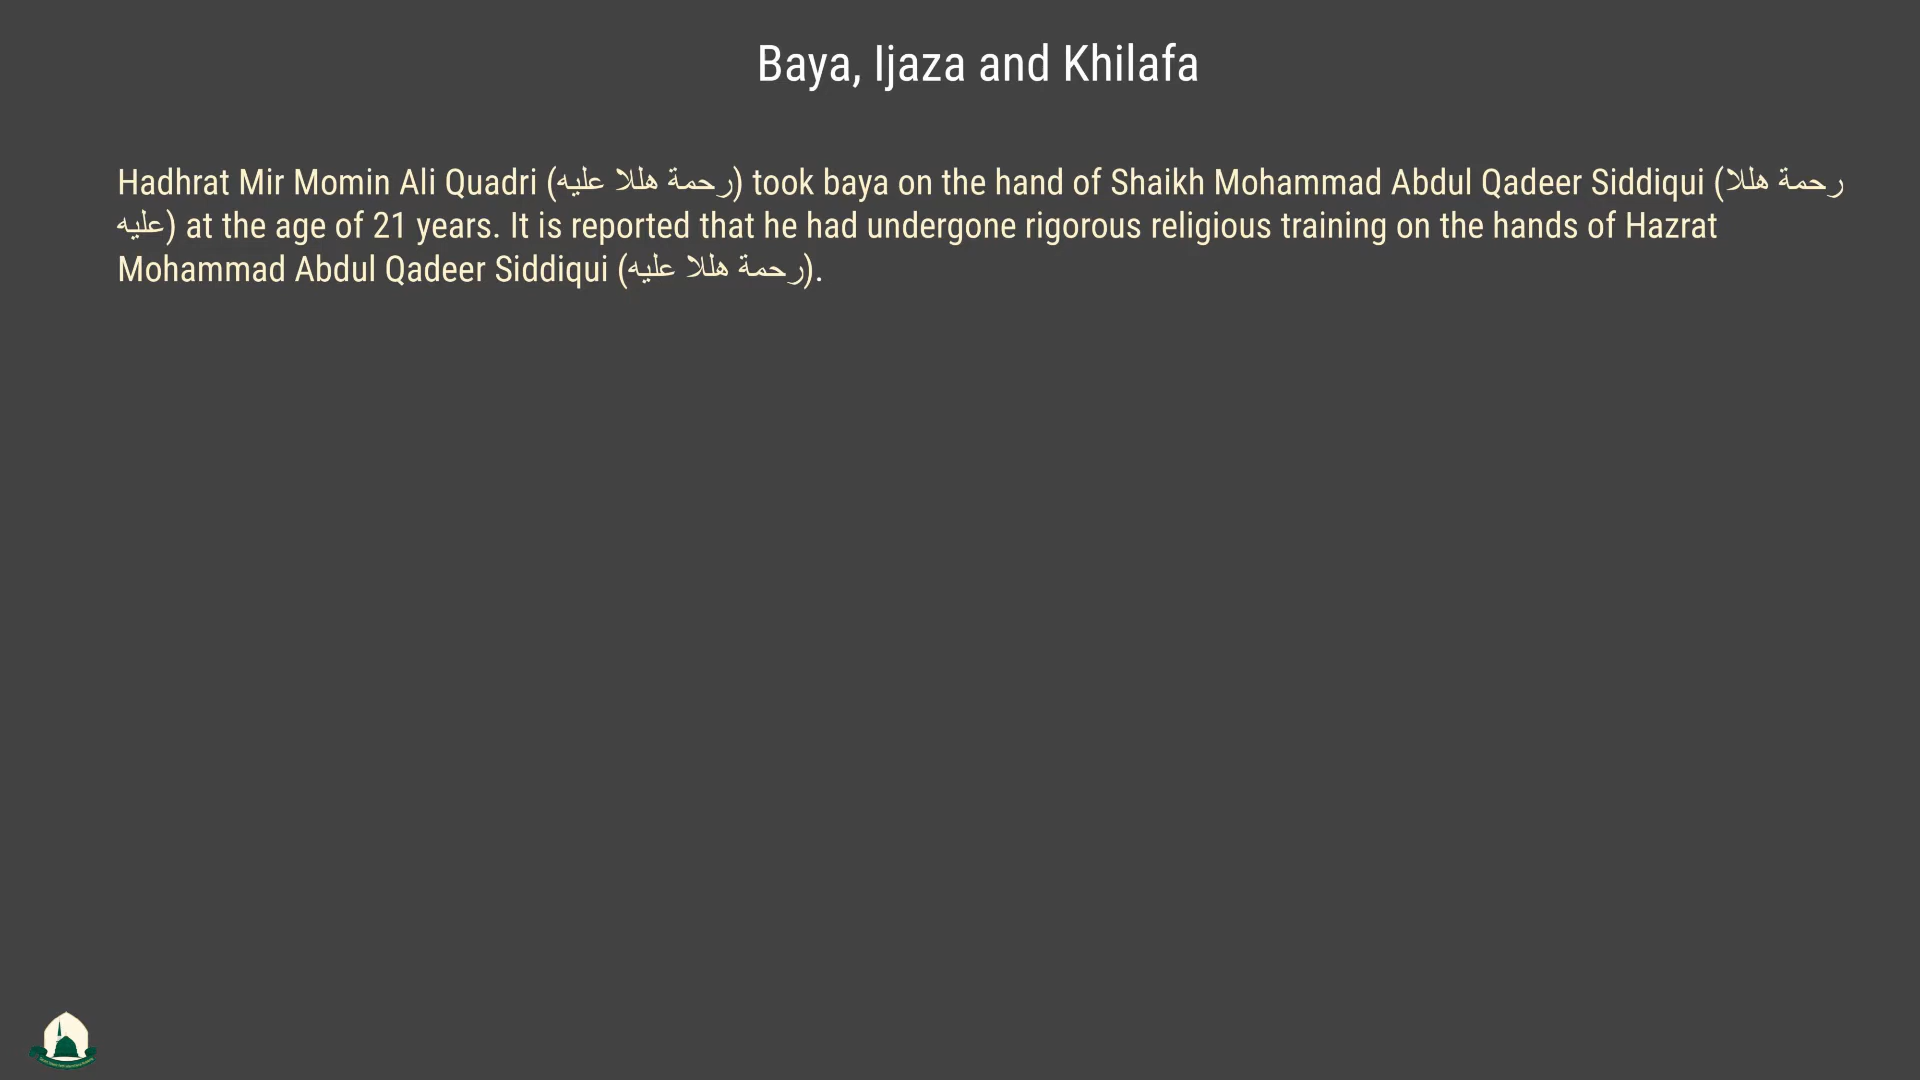 Baya, Ijaza and Khilafa
Hadhrat Mir Momin Ali Quadri (رحمة هللا عليه) took baya on the hand of Shaikh Mohammad Abdul Qadeer Siddiqui (رحمة هللا
عليه) at the age of 21 years. It is reported that he had undergone rigorous religious training on the hands of Hazrat
Mohammad Abdul Qadeer Siddiqui (رحمة هللا عليه).